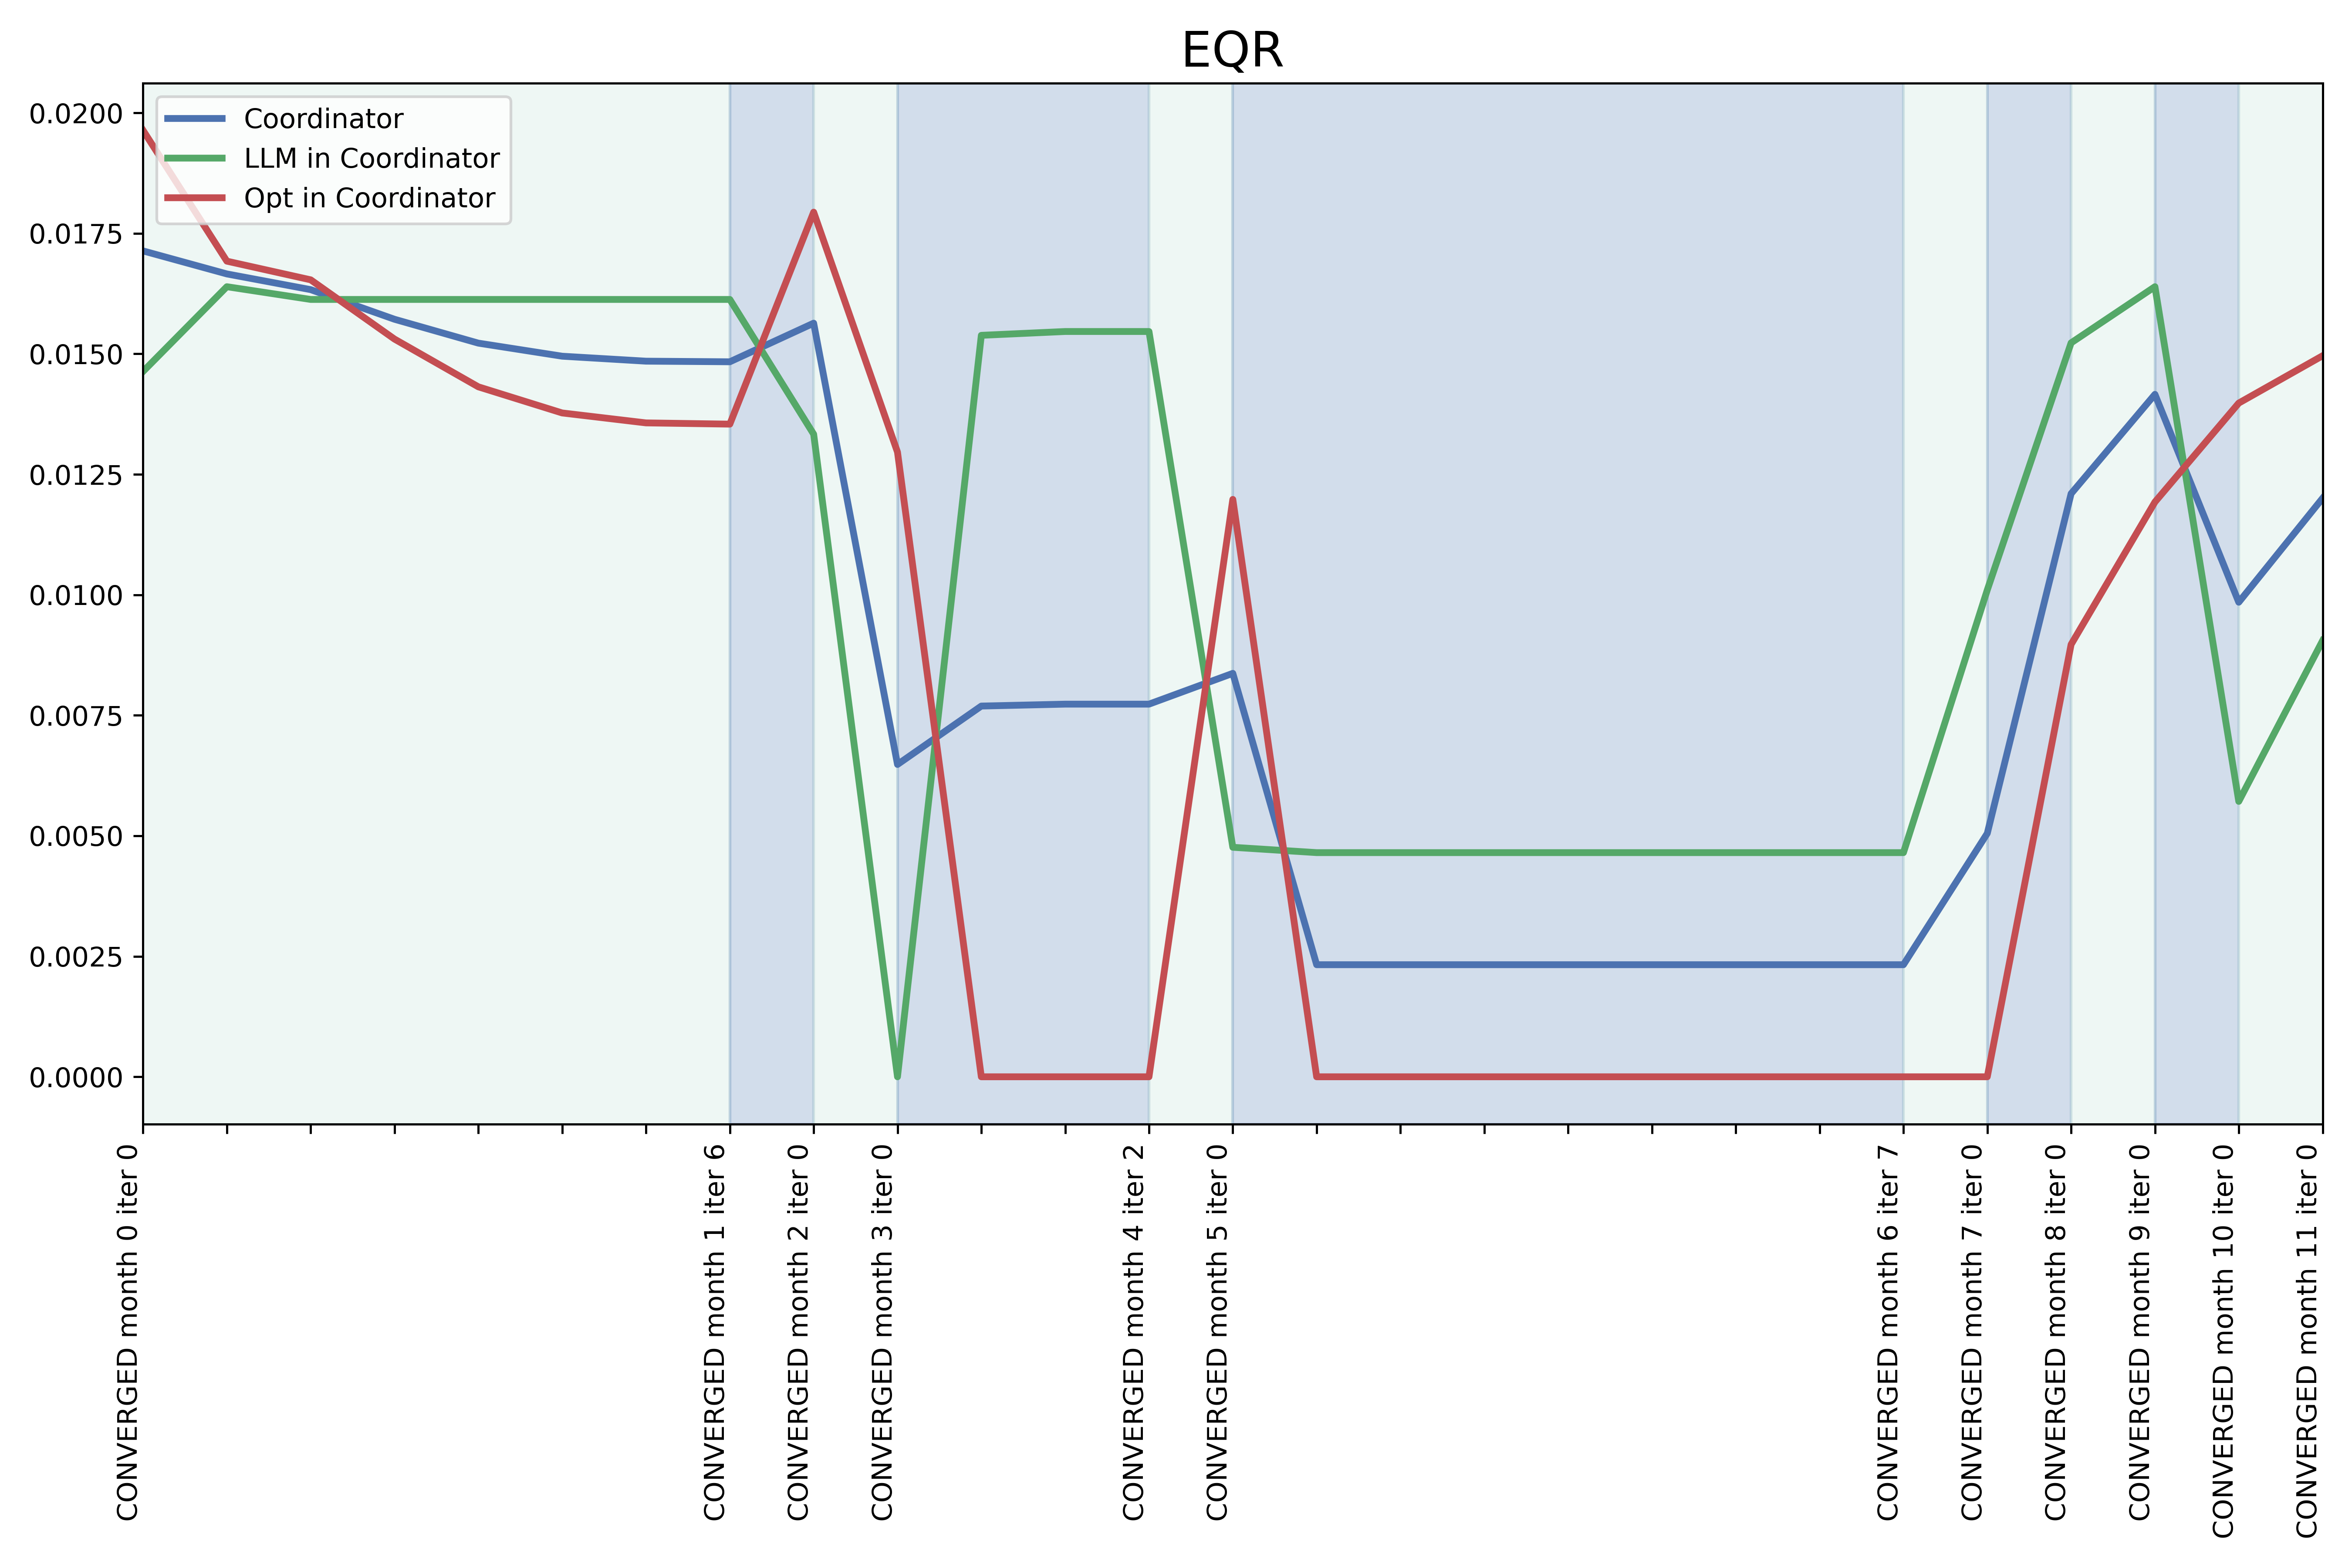 EQR
Coordinator
LLM in Coordinator
Opt in Coordinator
0.0200
0.0175
0.0150
0.0125
0.0100
0.0075
0.0050
0.0025
0.0000
CONVERGED month 0 iter 0
CONVERGED month 1 iter 6
CONVERGED month 2 iter 0
CONVERGED month 3 iter 0
CONVERGED month 4 iter 2
CONVERGED month 5 iter 0
CONVERGED month 6 iter 7
CONVERGED month 7 iter 0
CONVERGED month 8 iter 0
CONVERGED month 9 iter 0
CONVERGED month 10 iter 0
CONVERGED month 11 iter 0